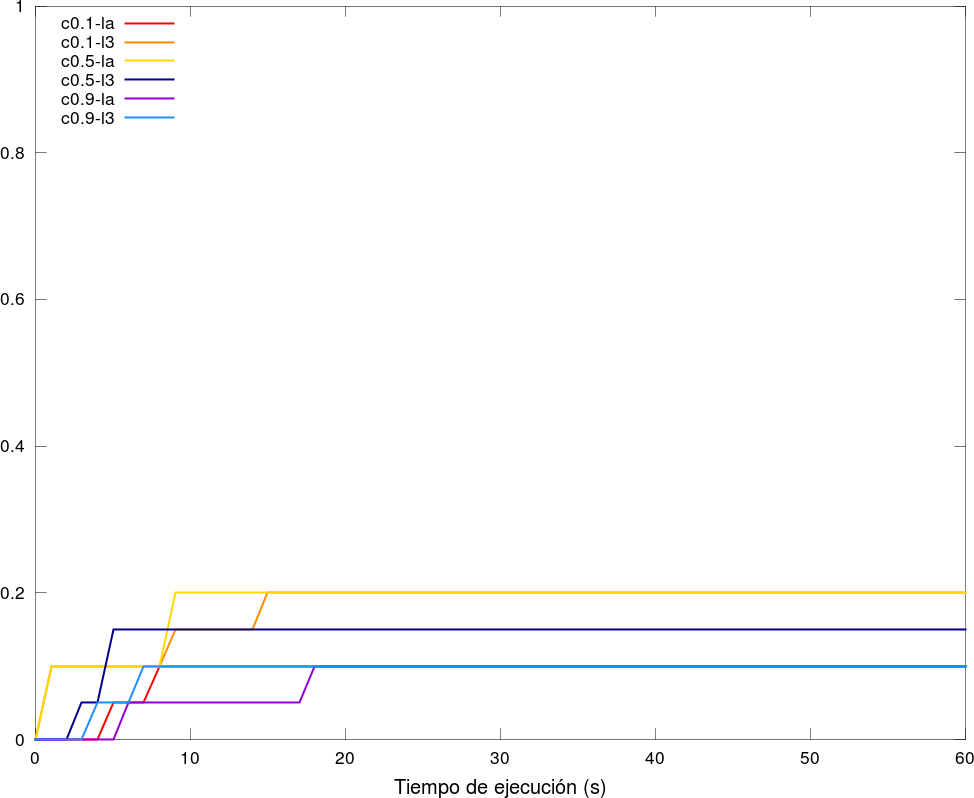 1
0.8
0.6
0.4
0.2
0
c0.1-la
c0.1-l3
c0.5-la
c0.5-l3
c0.9-la
c0.9-l3
0 10 20 30 40 50 60
Tiempo de ejecución (s)